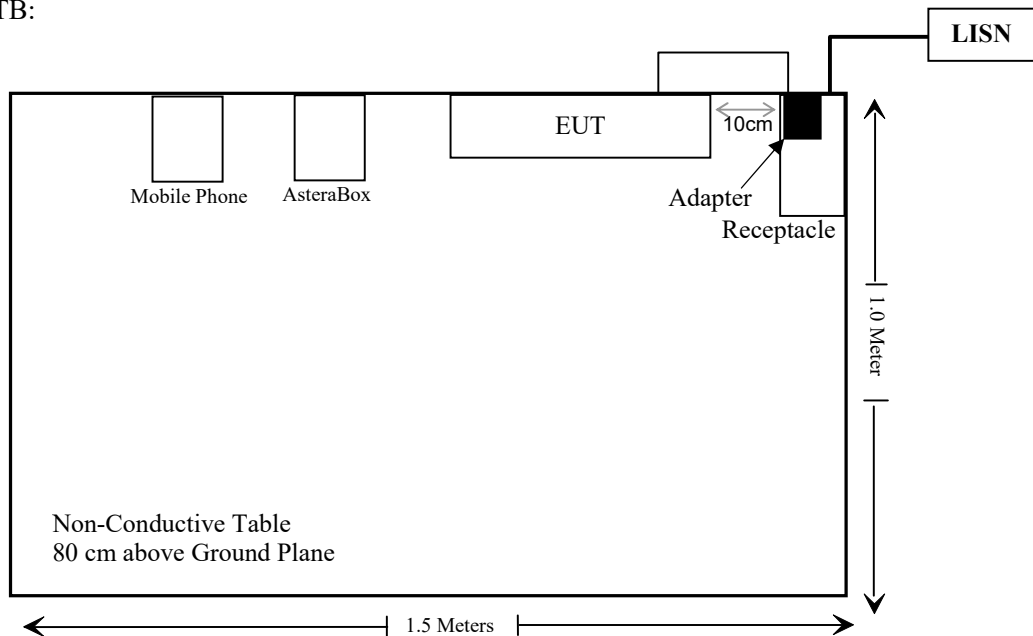 TB:
LISN
EUT
10cm
Mobile Phone
AsteraBox
Adapter
Receptacle
1.0 Meter
Non-Conductive Table
80 cm above Ground Plane
1.5 Meters